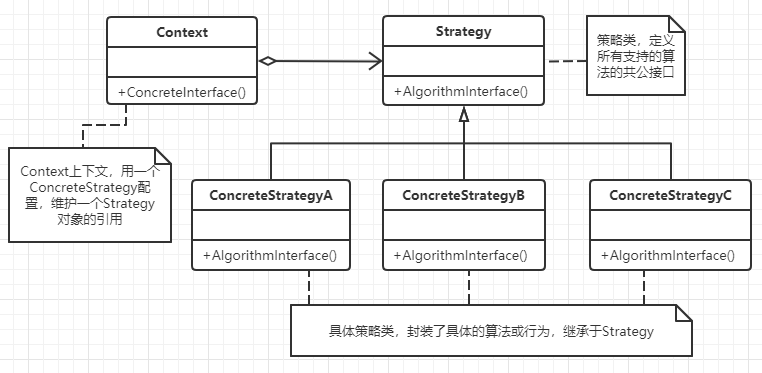 Context
+ConcreteInterface()
Strategy
+AlgorithmInterface()
策略类，定义
所有支持的算
法的共公接口
Context上下文，用一个
ConcreteStrategy配
置，维护一个Strategy
对象的引用
ConcreteStrategyA
+AlgorithmInterface()
ConcreteStrategyB
+AlgorithmInterface()
ConcreteStrategyC
+AlgorithmInterface()
具体策略类，封装了具体的算法或行为，继承于Strategy